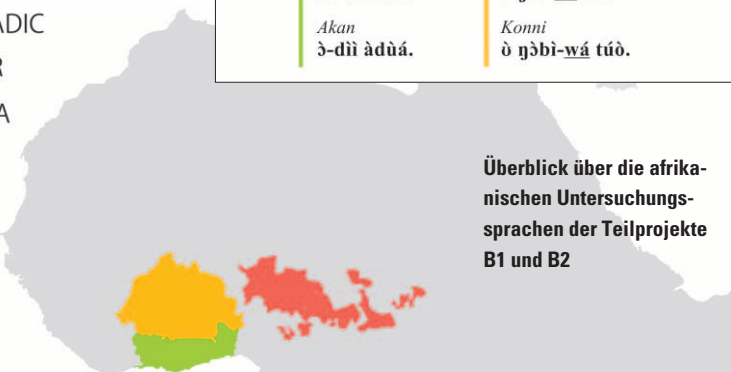 ADIC
R
A
Akan
ɔ̀-dìì àdùá.
Konni
ù ŋɔ̀bì-wá túò.
Überblick über die afrika-
nischen Untersuchungs-
sprachen der Teilprojekte
B1 und B2